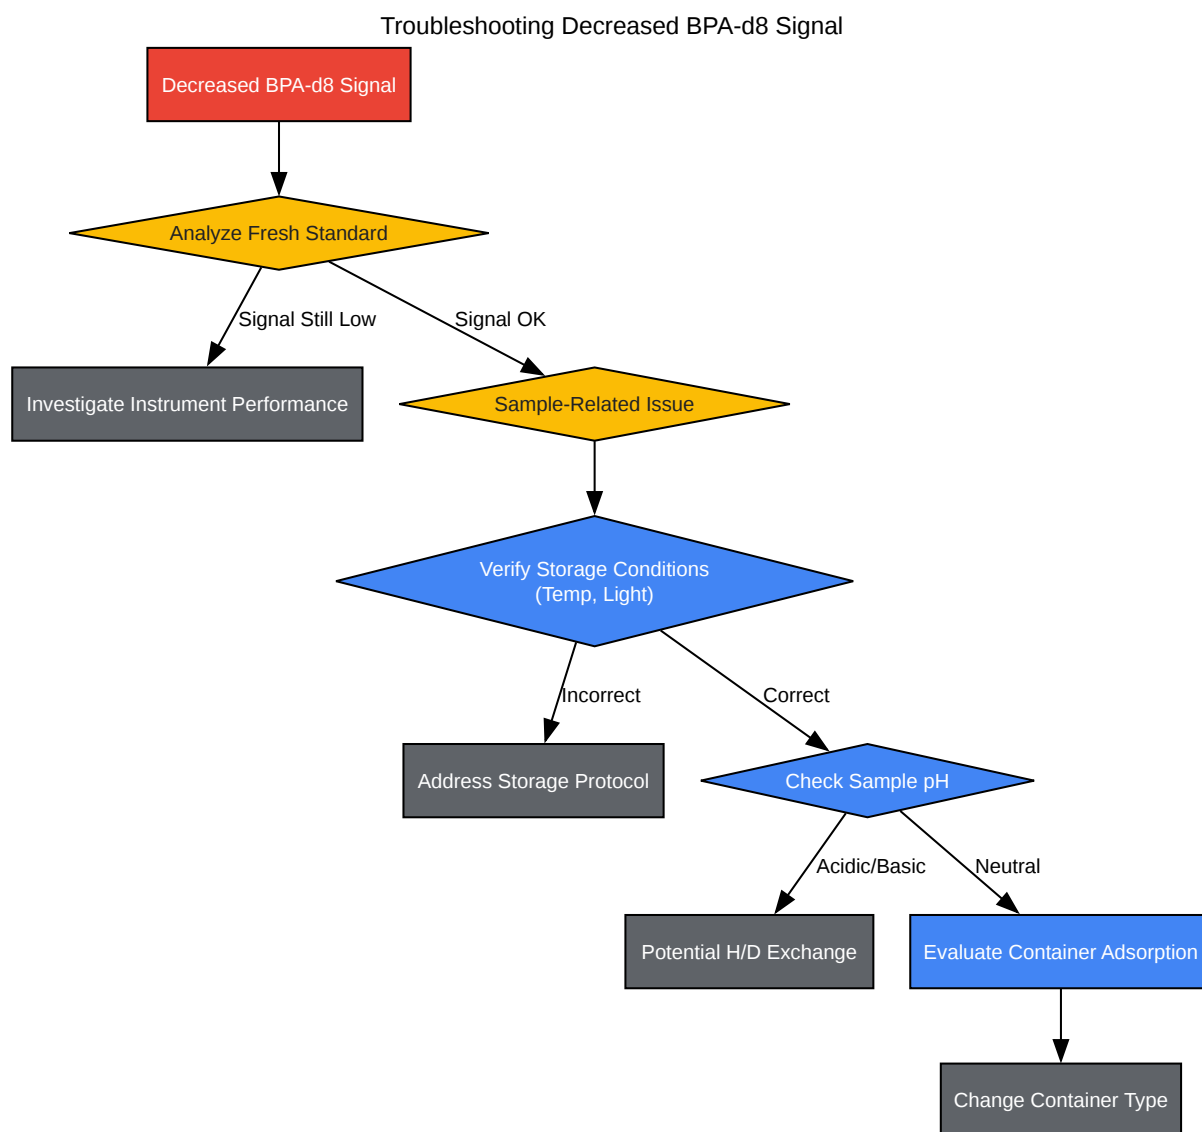 Troubleshooting Decreased BPA-d8 Signal
Decreased BPA-d8 Signal
Analyze Fresh Standard
Signal Still Low
Signal OK
Investigate Instrument Performance
Sample-Related Issue
Verify Storage Conditions
(Temp, Light)
Incorrect
Correct
Address Storage Protocol
Check Sample pH
Acidic/Basic
Neutral
Potential H/D Exchange
Evaluate Container Adsorption
Change Container Type